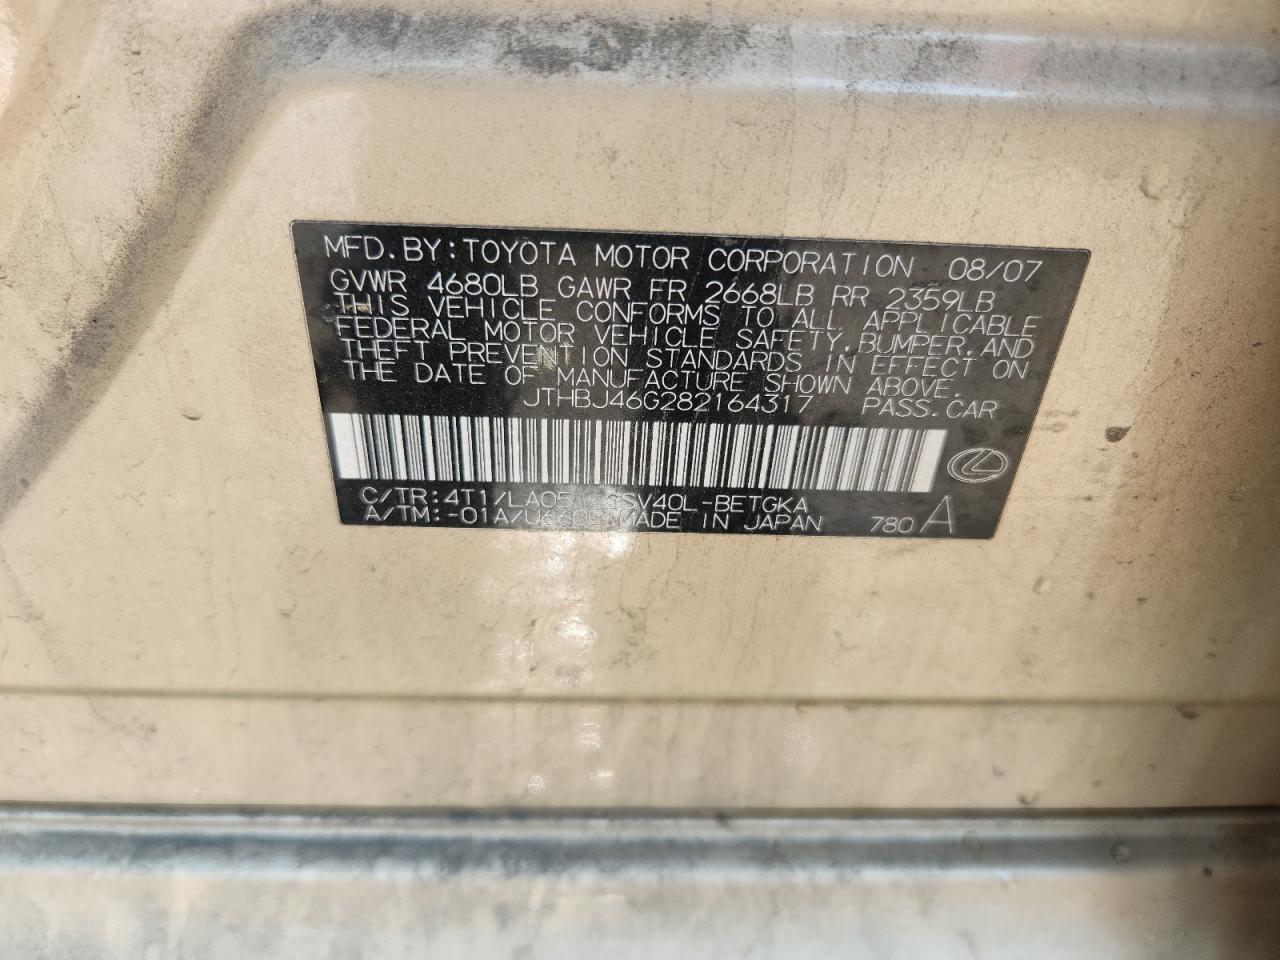 MFD. BY: TOYOTA MOTOR CORPORATION 08/07
GVWR 4680LB GAWR FR 2668LB RR 2359LB
THIS VEHICLE CONFORMS TO ALL APPLICABLE
FEDERAL MOTOR VEHICLE SAFETY, BUMPER, AND
THEFT PREVENTION STANDARDS IN EFFECT ON
THE DATE OF MANUFACTURE SHOWN ABOVE.
JTHBJ46G282164317 PASS. CAR
C/TR: 4T1/LA05 GSV40L-BETGKA
A/TM: -01A/U660E MADE IN JAPAN 780 A